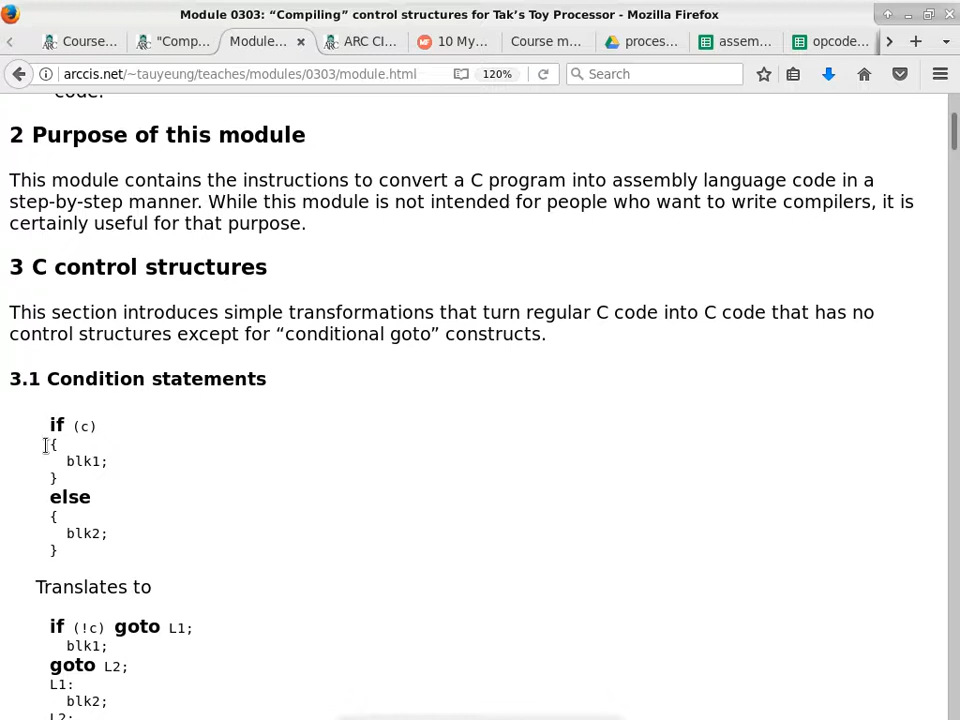 Module 0303: “Compiling” control structures for Tak’s Toy Processor - Mozilla Firefox
Course... "Comp... Module... ARC CI... 10 My... Course m... proces... assem... opcode...
arccis.net/~tauyeung/teaches/modules/0303/module.html 120% Search
code.
2 Purpose of this module
This module contains the instructions to convert a C program into assembly language code in a
step-by-step manner. While this module is not intended for people who want to write compilers, it is
certainly useful for that purpose.
3 C control structures
This section introduces simple transformations that turn regular C code into C code that has no
control structures except for “conditional goto” constructs.
3.1 Condition statements
if (c)
{
blk1;
}
else
{
blk2;
}
Translates to
if (!c) goto L1;
blk1;
goto L2;
L1:
blk2;
L2: